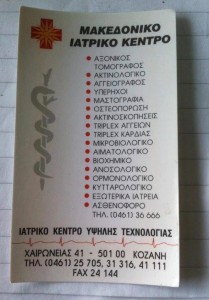 ΜΑΚΕΔΟΝΙΚΟ
ΙΑΤΡΙΚΟ ΚΕΝΤΡΟ
ΑΞΟΝΙΚΟΣ
ΤΟΜΟΓΡΑΦΟΣ
ΑΚΤΙΝΟΛΟΓΙΚΟ
ΑΓΓΕΙΟΓΡΑΦΟΣ
ΥΠΕΡΗΧΟΙ
ΜΑΣΤΟΓΡΑΦΙΑ
ΟΣΤΕΟΠΟΡΩΣΗ
ΑΚΤΙΝΟΣΚΟΠΗΣΕΙΣ
TRIPLEX ΑΓΓΕΙΩΝ
TRIPLEX ΚΑΡΔΙΑΣ
ΜΙΚΡΟΒΙΟΛΟΓΙΚΟ
ΑΙΜΑΤΟΛΟΓΙΚΟ
ΒΙΟΧΗΜΙΚΟ
ΑΝΟΣΟΛΟΓΙΚΟ
ΟΡΜΟΝΟΛΟΓΙΚΟ
ΚΥΤΤΑΡΟΛΟΓΙΚΟ
ΕΞΩΤΕΡΙΚΑ ΙΑΤΡΕΙΑ
ΑΣΘΕΝΟΦΟΡΟ
ΤΗΛ. (0461) 36 666
ΙΑΤΡΙΚΟ ΚΕΝΤΡΟ ΥΨΗΛΗΣ ΤΕΧΝΟΛΟΓΙΑΣ
ΧΑΙΡΩΝΕΙΑΣ 41 - 501 00 ΚΟΖΑΝΗ
ΤΗΛ. (0461) 25 705, 31 316, 41 111
FAX 24 144